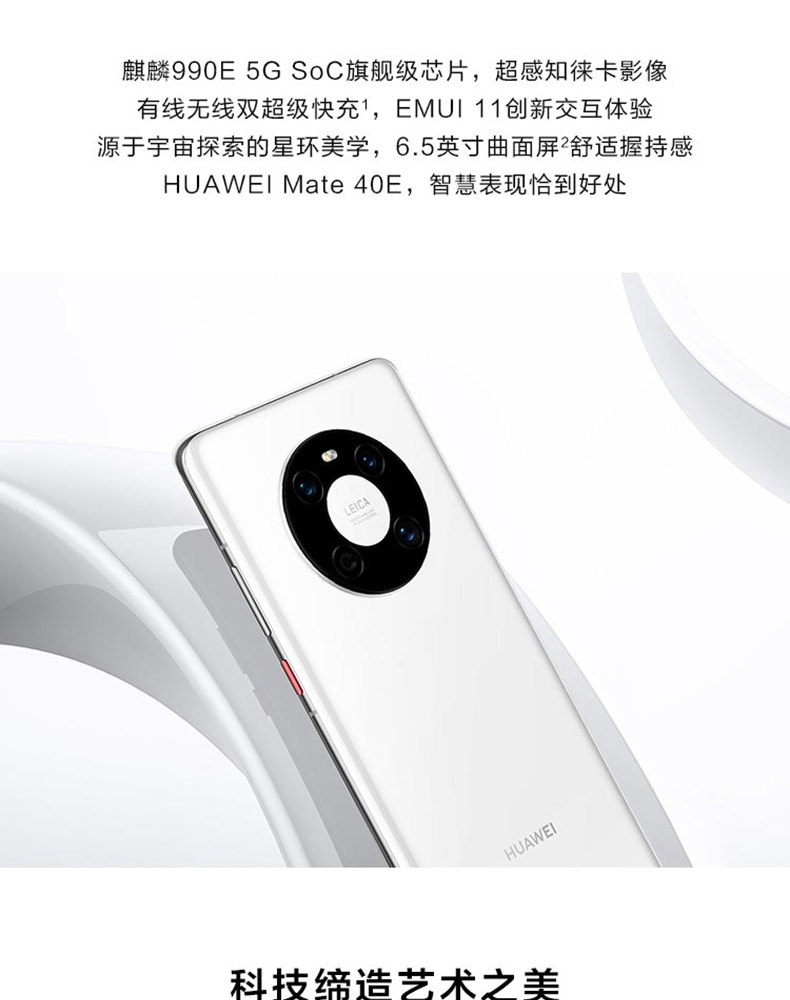 麒麟990E 5G SoC旗舰级芯片，超感知徕卡影像
有线无线双超级快充¹，EMUI 11创新交互体验
源于宇宙探索的星环美学，6.5英寸曲面屏²舒适握持感
HUAWEI Mate 40E，智慧表现恰到好处
LEICA
HUAWEI
科技缔造艺术之美